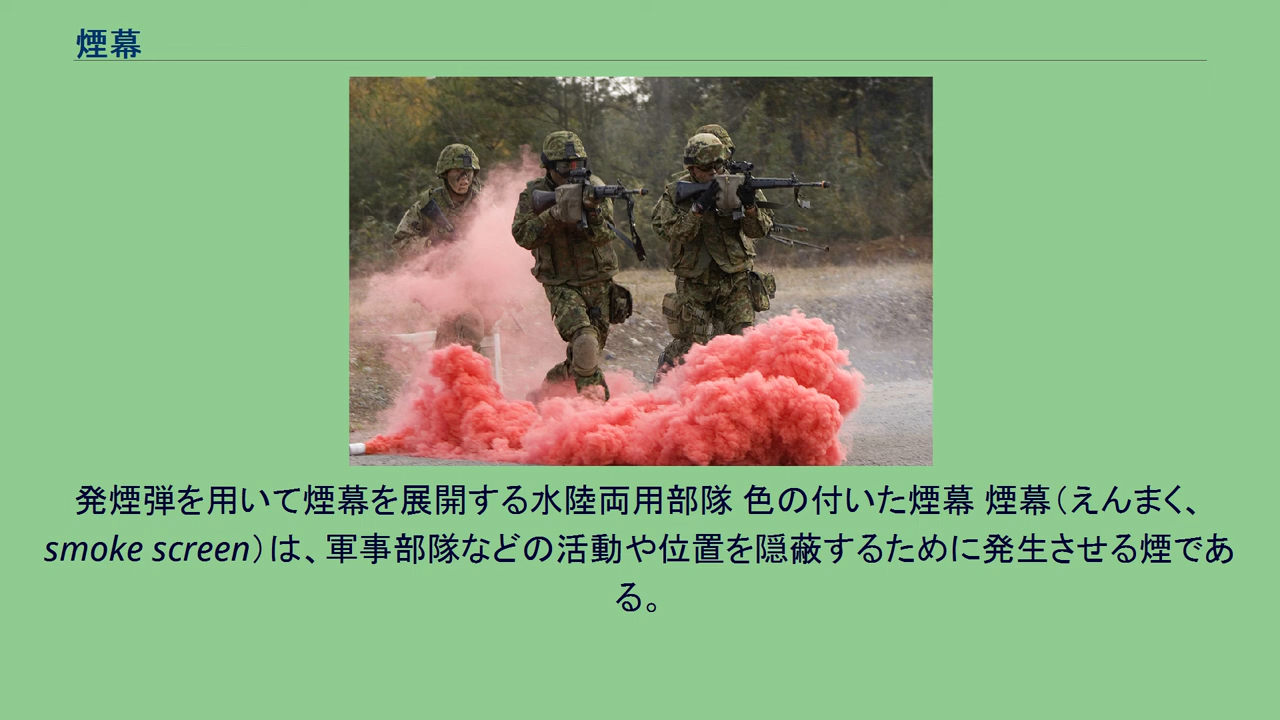 煙幕
発煙弾を用いて煙幕を展開する水陸両用部隊 色の付いた煙幕 煙幕（えんまく、
smoke screen）は、軍事部隊などの活動や位置を隠蔽するために発生させる煙であ
る。